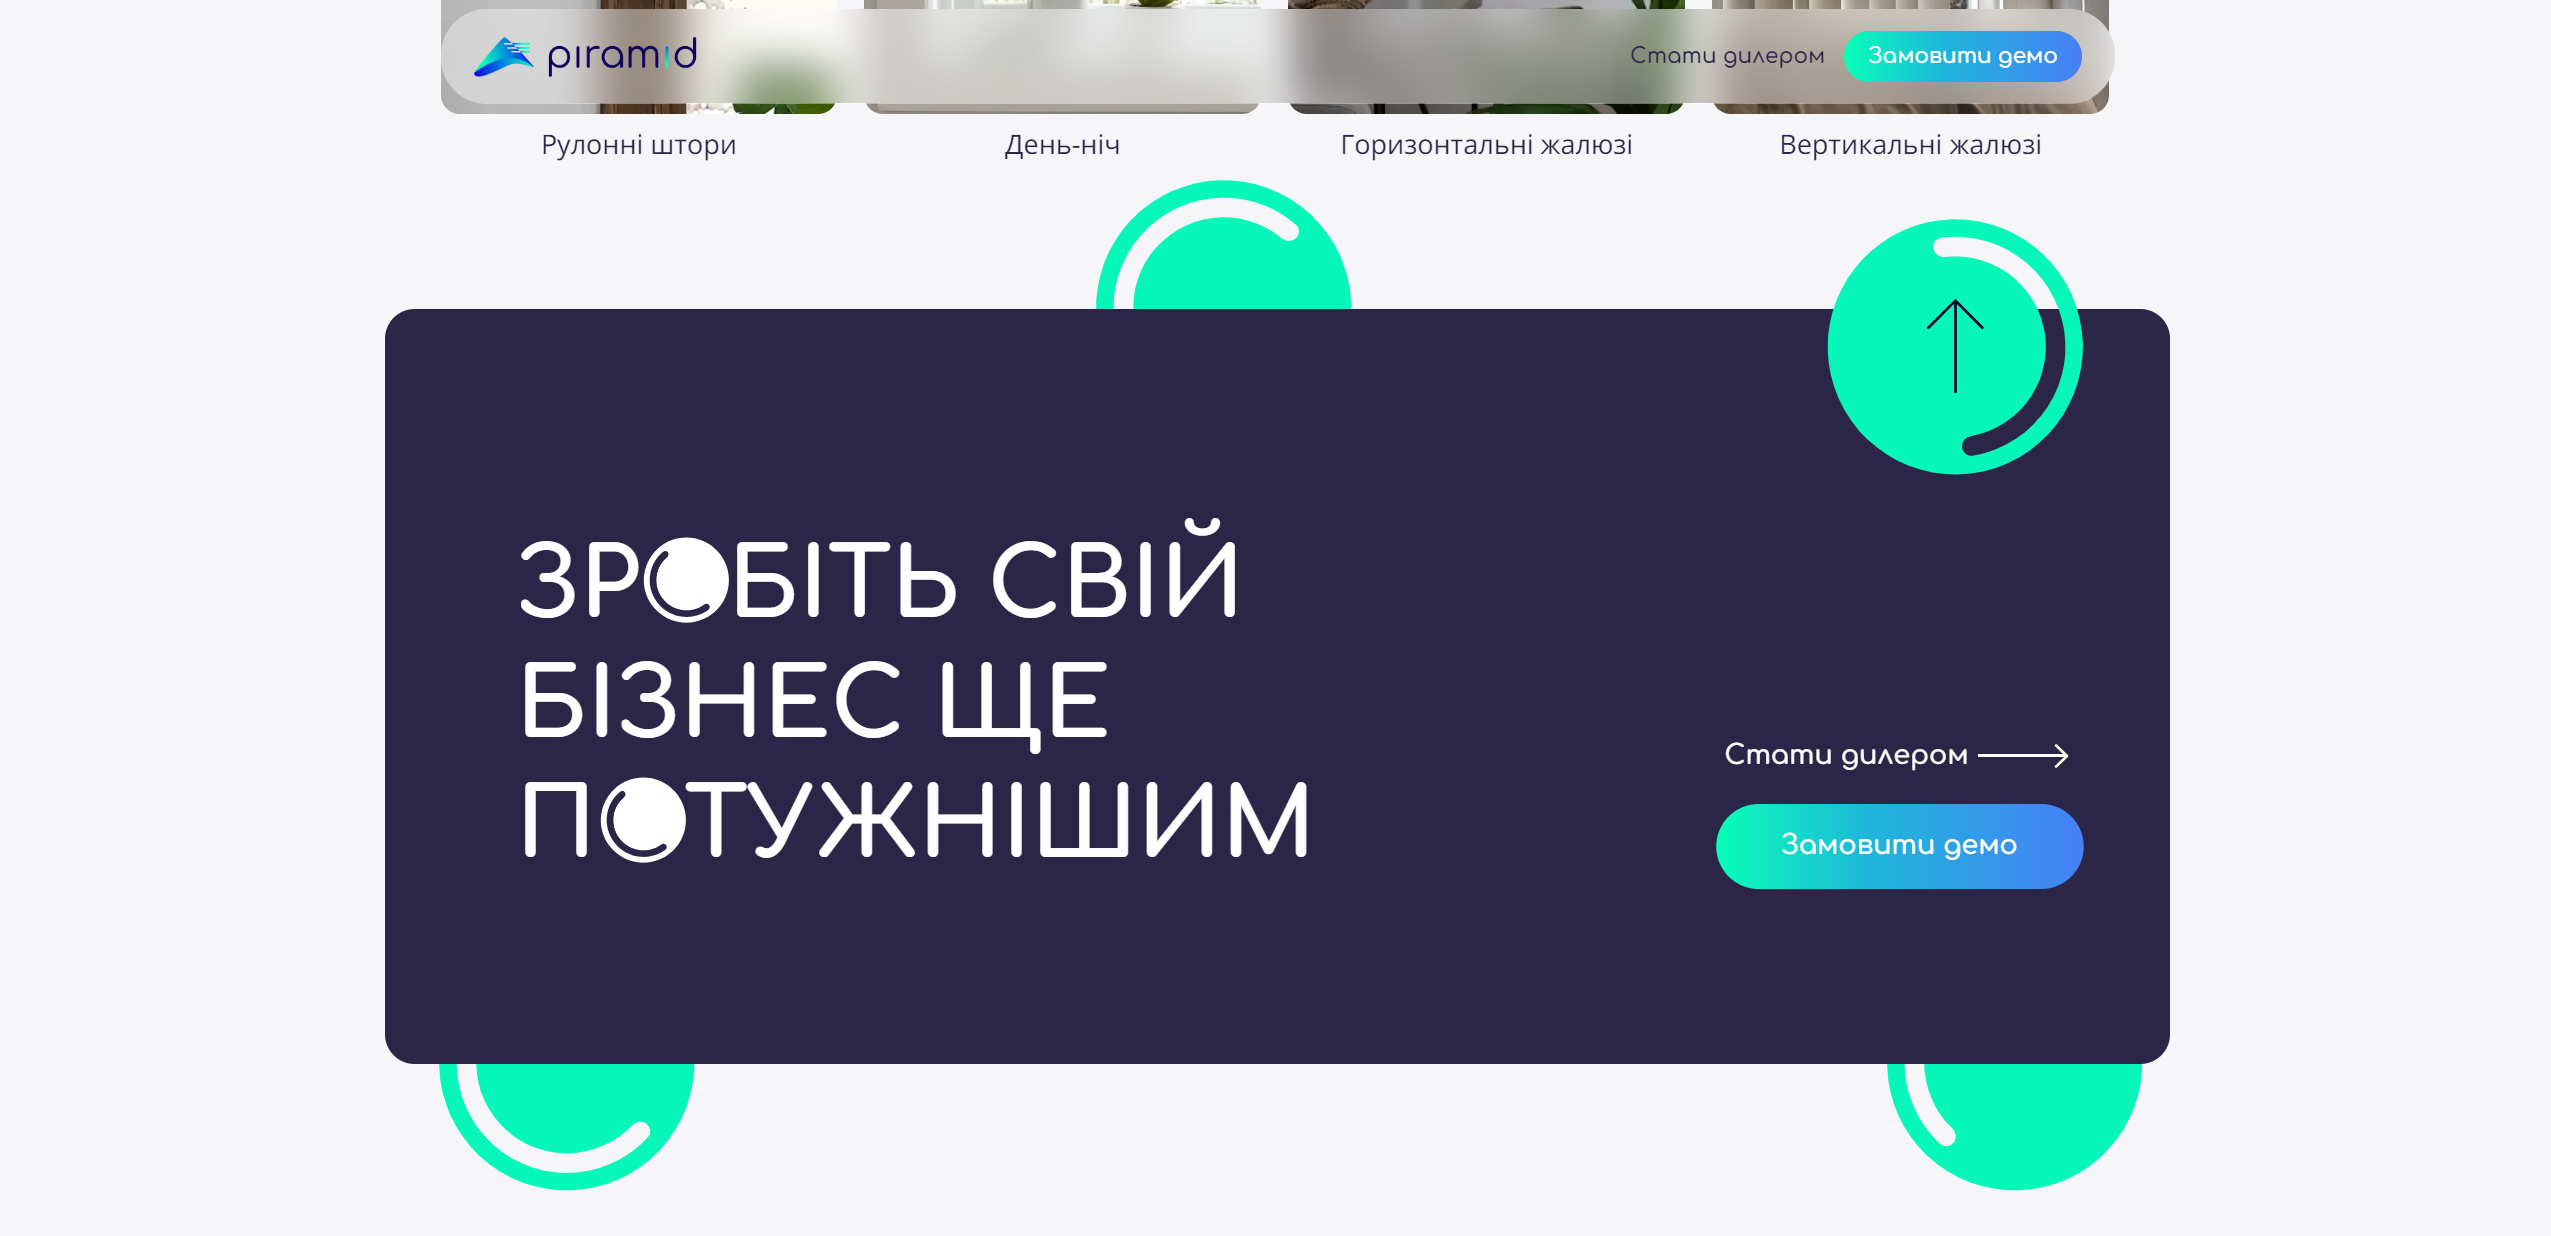 piramid
Стати дилером
Замовити демо
Рулонні штори
День-ніч
Горизонтальні жалюзі
Вертикальні жалюзі
ЗРОБІТЬ СВІЙ
БІЗНЕС ЩЕ
ПОТУЖНІШИМ
Стати дилером
Замовити демо